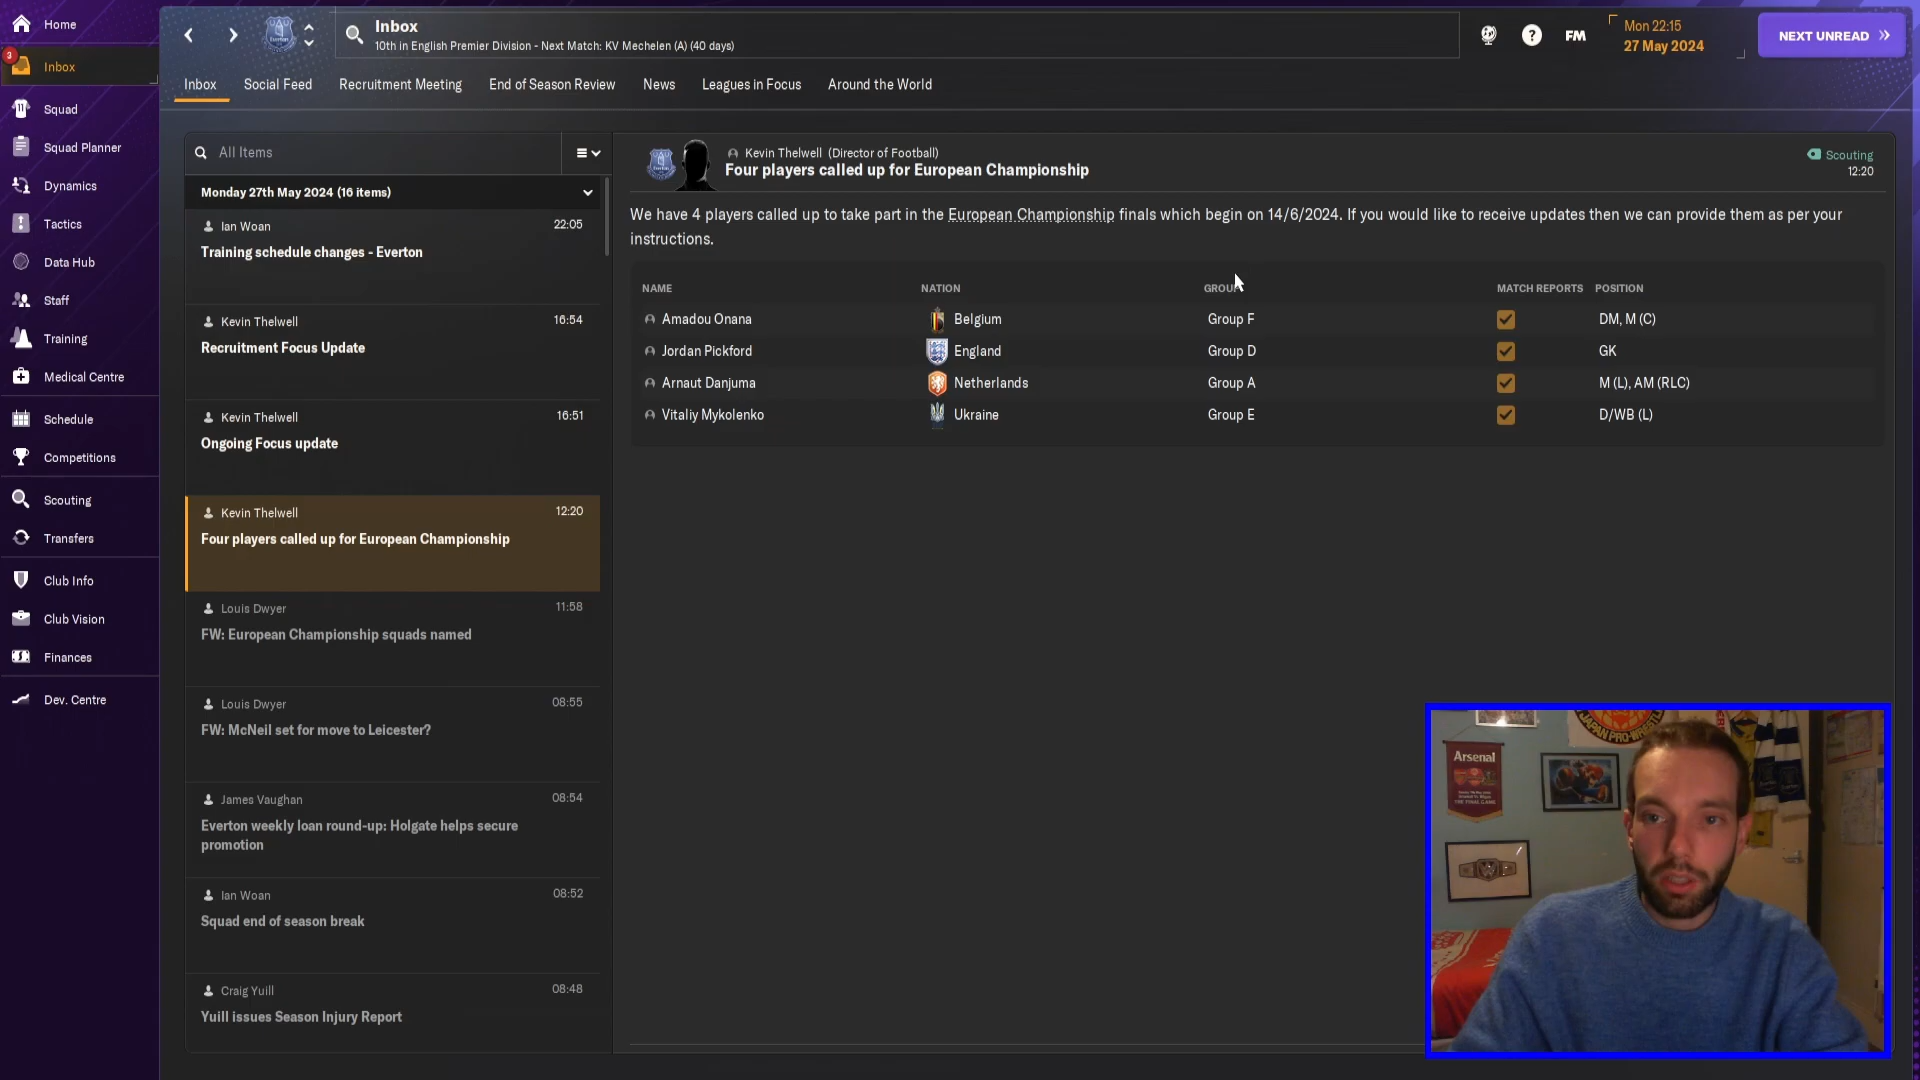 Home
3
Inbox
Squad
Squad Planner
Dynamics
Tactics
Data Hub
Staff
Training
Medical Centre
Schedule
Competitions
Scouting
Transfers
Club Info
Club Vision
Finances
Dev. Centre
Inbox
10th in English Premier Division - Next Match: KV Mechelen (A) (40 days)
?
FM
Mon 22:15
27 May 2024
NEXT UNREAD
Inbox
Social Feed
Recruitment Meeting
End of Season Review
News
Leagues in Focus
Around the World
All Items
Monday 27th May 2024 (16 items)
Ian Woan 22:05
Training schedule changes - Everton
Kevin Thelwell 16:54
Recruitment Focus Update
Kevin Thelwell 16:51
Ongoing Focus update
Kevin Thelwell 12:20
Four players called up for European Championship
Louis Dwyer 11:58
FW: European Championship squads named
Louis Dwyer 08:55
FW: McNeil set for move to Leicester?
James Vaughan 08:54
Everton weekly loan round-up: Holgate helps secure
promotion
Ian Woan 08:52
Squad end of season break
Craig Yuill 08:48
Yuill issues Season Injury Report
Kevin Thelwell (Director of Football)
Four players called up for European Championship
Scouting
12:20
We have 4 players called up to take part in the European Championship finals which begin on 14/6/2024. If you would like to receive updates then we can provide them as per your
instructions.
NAME NATION GROUP MATCH REPORTS POSITION
Amadou Onana Belgium Group F DM, M (C)
Jordan Pickford England Group D GK
Arnaut Danjuma Netherlands Group A M (L), AM (RLC)
Vitaliy Mykolenko Ukraine Group E D/WB (L)
Arsenal
THE FINAL GAME
JAPAN PRO-WRESTL